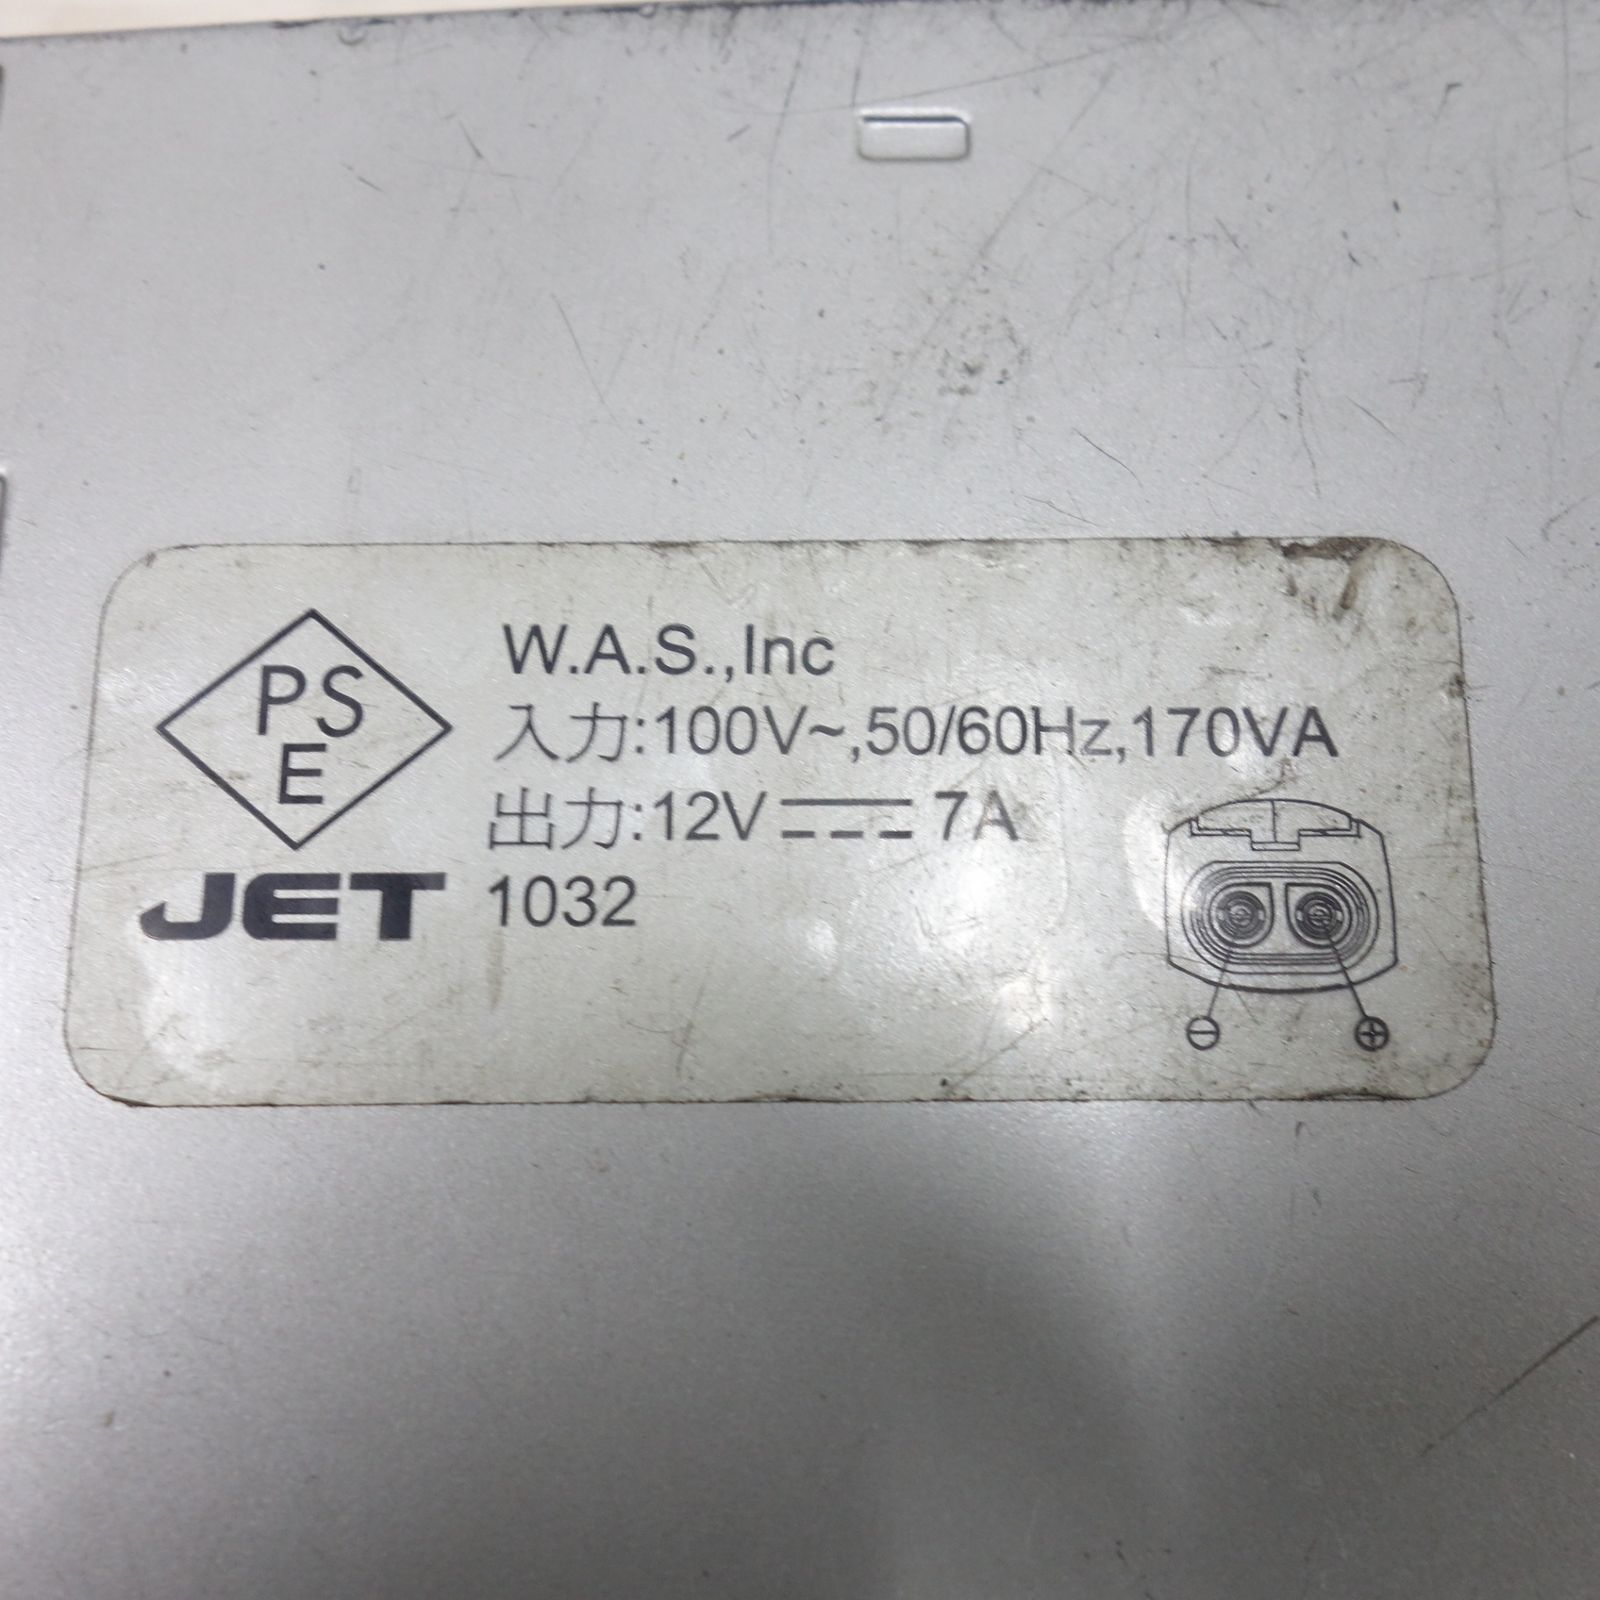 PS
E
JET
W.A.S.,Inc
入力:100V~,50/60Hz,170VA
出力:12V⎓7A
1032
⊖ ⊕